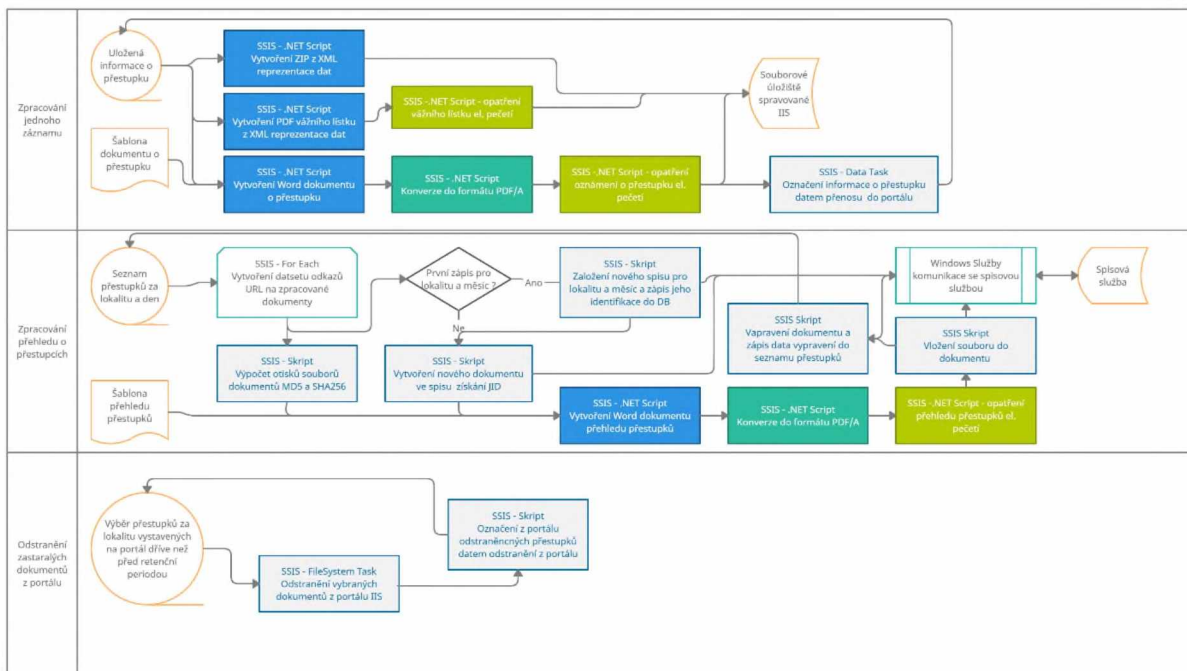 Zpracování
jednoho
záznamu
Uložená
informace o
přestupku
Šablona
dokumentu o
přestupku
SSIS - .NET Script
Vytvoření ZIP z XML
reprezentace dat
SSIS - .NET Script
Vytvoření PDF vážního lístku
z XML reprezentace dat
SSIS -.NET Script - opatření
vážního lístku el. pečetí
SSIS - .NET Script
Vytvoření Word dokumentu
o přestupku
SSIS - .NET Script
Konverze do formátu PDF/A
SSIS -.NET Script - opatření
oznámení o přestupku el.
pečetí
Souborové
úložiště
spravované
IIS
SSIS - Data Task
Označení informace o přestupku
datem přenosu do portálu
Zpracování
přehledu o
přestupcích
Seznam
přestupků za
lokalitu a den
Šablona
přehledu
přestupků
SSIS - For Each
Vytvoření datsetu odkazů
URL na zpracované
dokumenty
První zápis pro
lokalitu a měsíc ?
Ano
Ne
SSIS - Skript
Založení nového spisu pro
lokalitu a měsíc a zápis jeho
identifikace do DB
SSIS - Skript
Výpočet otisků souborů
dokumentů MD5 a SHA256
SSIS - Skript
Vytvoření nového dokumentu
ve spisu získání JID
SSIS Skript
Vapravení dokumentu a
zápis data vypravení do
seznamu přestupků
Windows Služby
komunikace se spisovou
službou
Spisová
služba
SSIS Skript
Vložení souboru do
dokumentu
SSIS - .NET Script
Vytvoření Word dokumentu
přehledu přestupků
SSIS - .NET Script
Konverze do formátu PDF/A
SSIS -.NET Script - opatření
přehledu přestupků el.
pečetí
Odstranění
zastaralých
dokumentů
z portálu
Výběr přestupků za
lokalitu vystavených
na portál dříve než
před retenční
periodou
SSIS - FileSystem Task
Odstranění vybraných
dokumentů z portálu IIS
SSIS - Skript
Označení z portálu
odstraněncných přestupků
datem odstranění z portálu